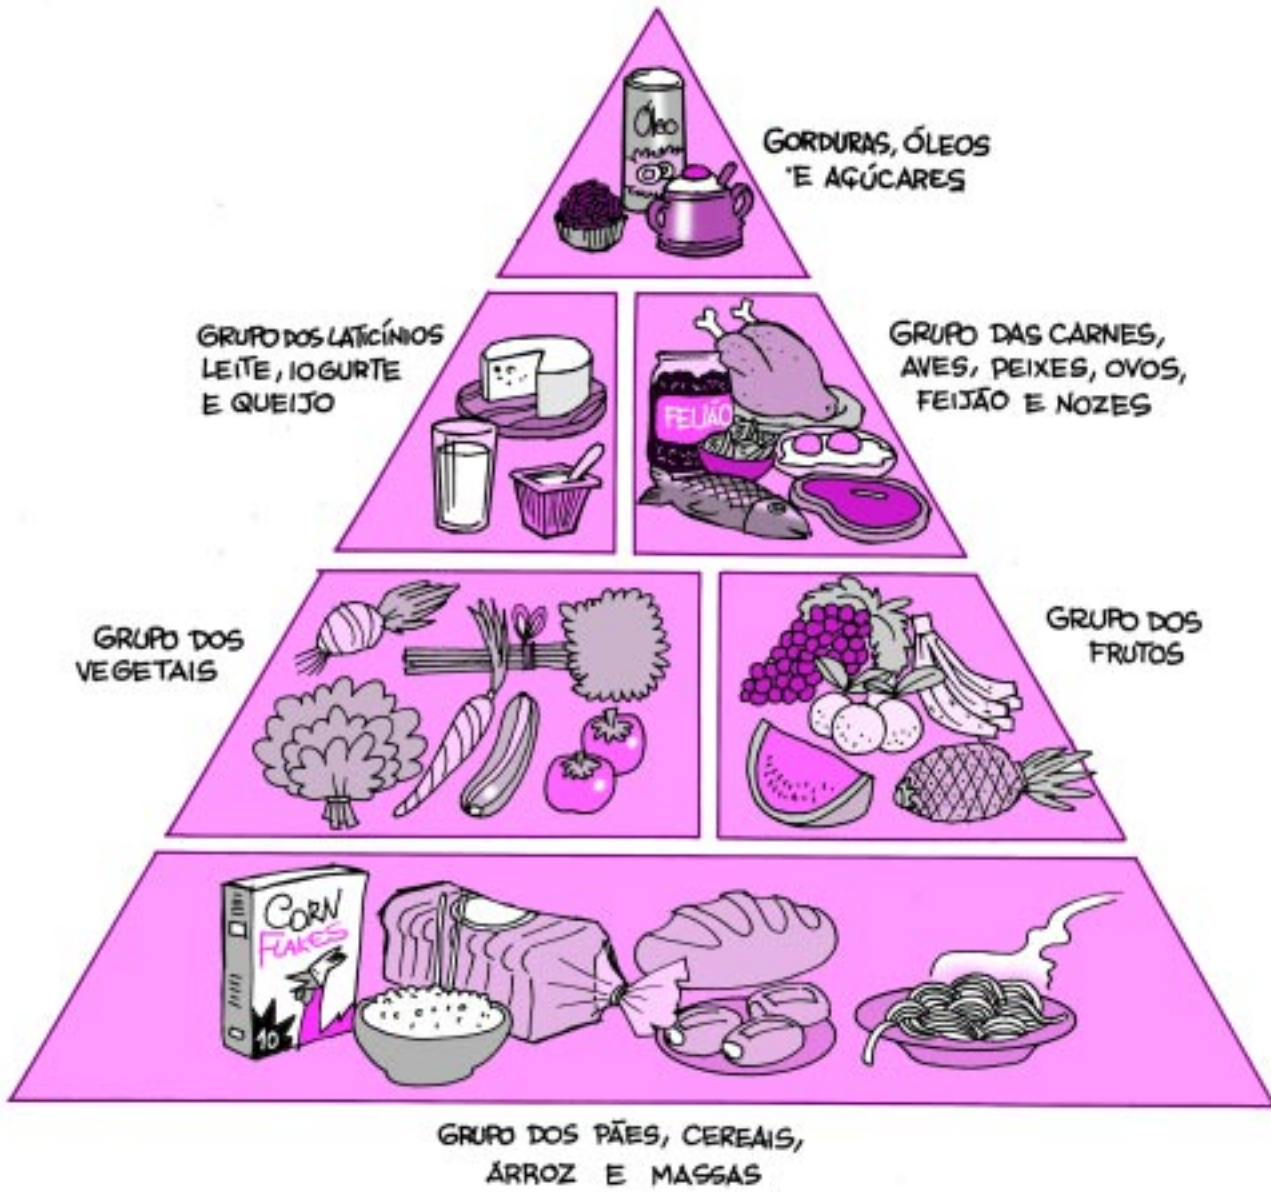 Óleo
GORDURAS, ÓLEOS
E AÇÚCARES
GRUPO DOS LATICÍNIOS
LEITE, IOGURTE
E QUEIJO
FEIJÃO
GRUPO DAS CARNES,
AVES, PEIXES, OVOS,
FEIJÃO E NOZES
GRUPO DOS
VEGETAIS
GRUPO DOS
FRUTOS
CORN
FLAKES
10
GRUPO DOS PÃES, CEREAIS,
ARROZ E MASSAS